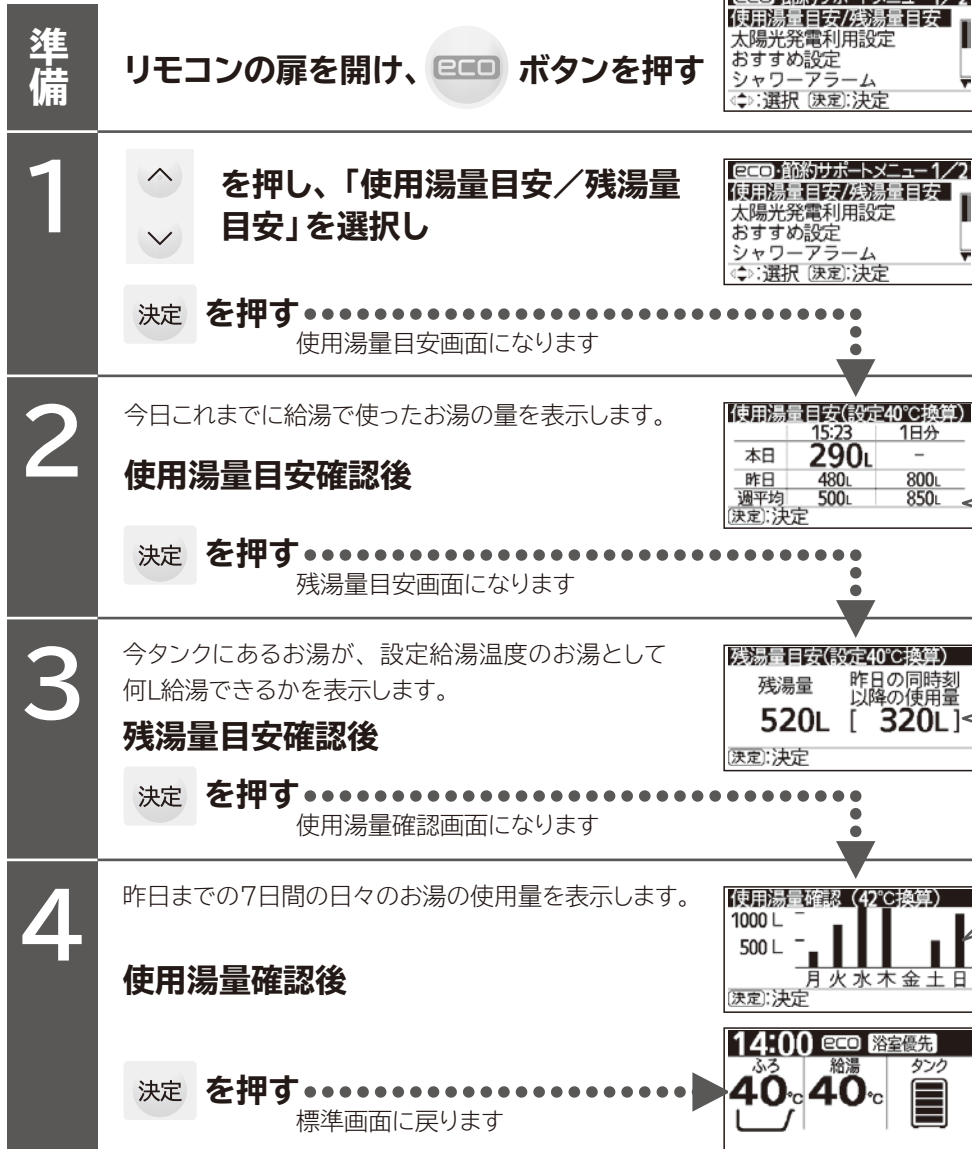 準備
リモコンの扉を開け、 eco ボタンを押す
使用湯量目安/残湯量目安
太陽光発電利用設定
おすすめ設定
シャワーアラーム
:選択 決定:決定
1
を押し、「使用湯量目安／残湯量
目安」を選択し
eco・節約サポートメニュー1/2
使用湯量目安/残湯量目安
太陽光発電利用設定
おすすめ設定
シャワーアラーム
:選択 決定:決定
決定 を押す
使用湯量目安画面になります
2
今日これまでに給湯で使ったお湯の量を表示します。
使用湯量目安確認後
使用湯量目安(設定40℃換算)
15:23 1日分
本日 290L －
昨日 480L 800L
週平均 500L 850L
決定:決定
決定 を押す
残湯量目安画面になります
3
今タンクにあるお湯が、設定給湯温度のお湯として
何L給湯できるかを表示します。
残湯量目安確認後
残湯量目安(設定40℃換算)
残湯量 昨日の同時刻
以降の使用量
520L [ 320L]
決定:決定
決定 を押す
使用湯量確認画面になります
4
昨日までの7日間の日々のお湯の使用量を表示します。
使用湯量確認後
使用湯量確認 (42℃換算)
1000 L
500 L
月 火 水 木 金 土 日
決定:決定
決定 を押す
標準画面に戻ります
14:00 eco 浴室優先
ふろ 給湯 タンク
40℃ 40℃